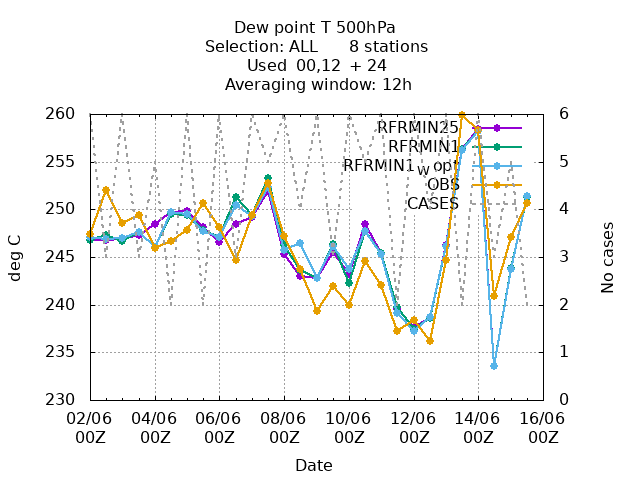 Dew point T 500hPa
Selection: ALL 8 stations
Used 00,12 + 24
Averaging window: 12h
260
255
250
245
240
235
230
deg C
6
5
4
3
2
1
0
No cases
RFRMIN25
RFRMIN1
RFRMIN1w opt
OBS
CASES
02/06 04/06 06/06 08/06 10/06 12/06 14/06 16/06
00Z 00Z 00Z 00Z 00Z 00Z 00Z 00Z
Date